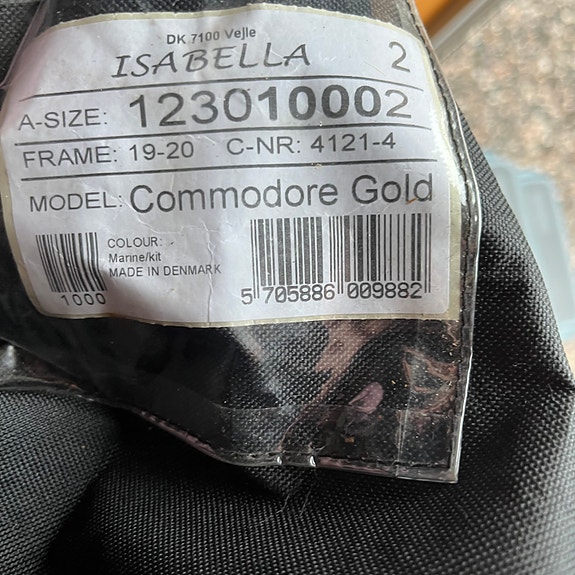 DK 7100 Vejle
ISABELLA 2
A-SIZE: 123010002
FRAME: 19-20 C-NR: 4121-4
MODEL: Commodore Gold
COLOUR:
Marine/kit
MADE IN DENMARK
1000
5 705886 009882